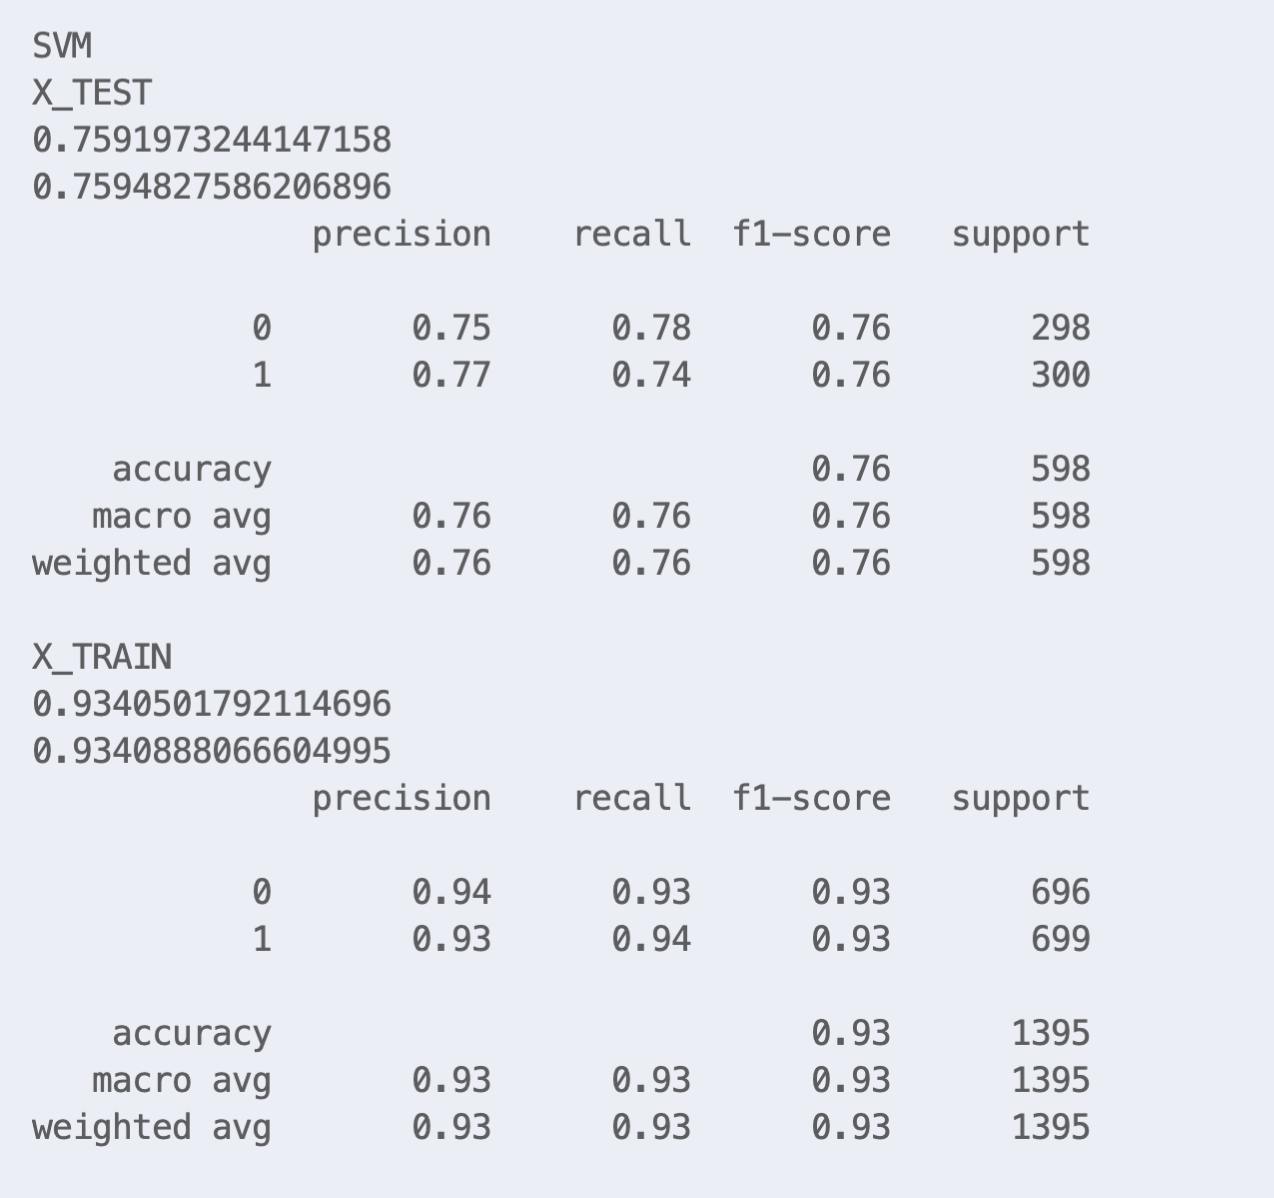 SVM
X_TEST
0.7591973244147158
0.7594827586206896
precision recall f1-score support
0 0.75 0.78 0.76 298
1 0.77 0.74 0.76 300
accuracy 0.76 598
macro avg 0.76 0.76 0.76 598
weighted avg 0.76 0.76 0.76 598
X_TRAIN
0.9340501792114696
0.9340888066604995
precision recall f1-score support
0 0.94 0.93 0.93 696
1 0.93 0.94 0.93 699
accuracy 0.93 1395
macro avg 0.93 0.93 0.93 1395
weighted avg 0.93 0.93 0.93 1395